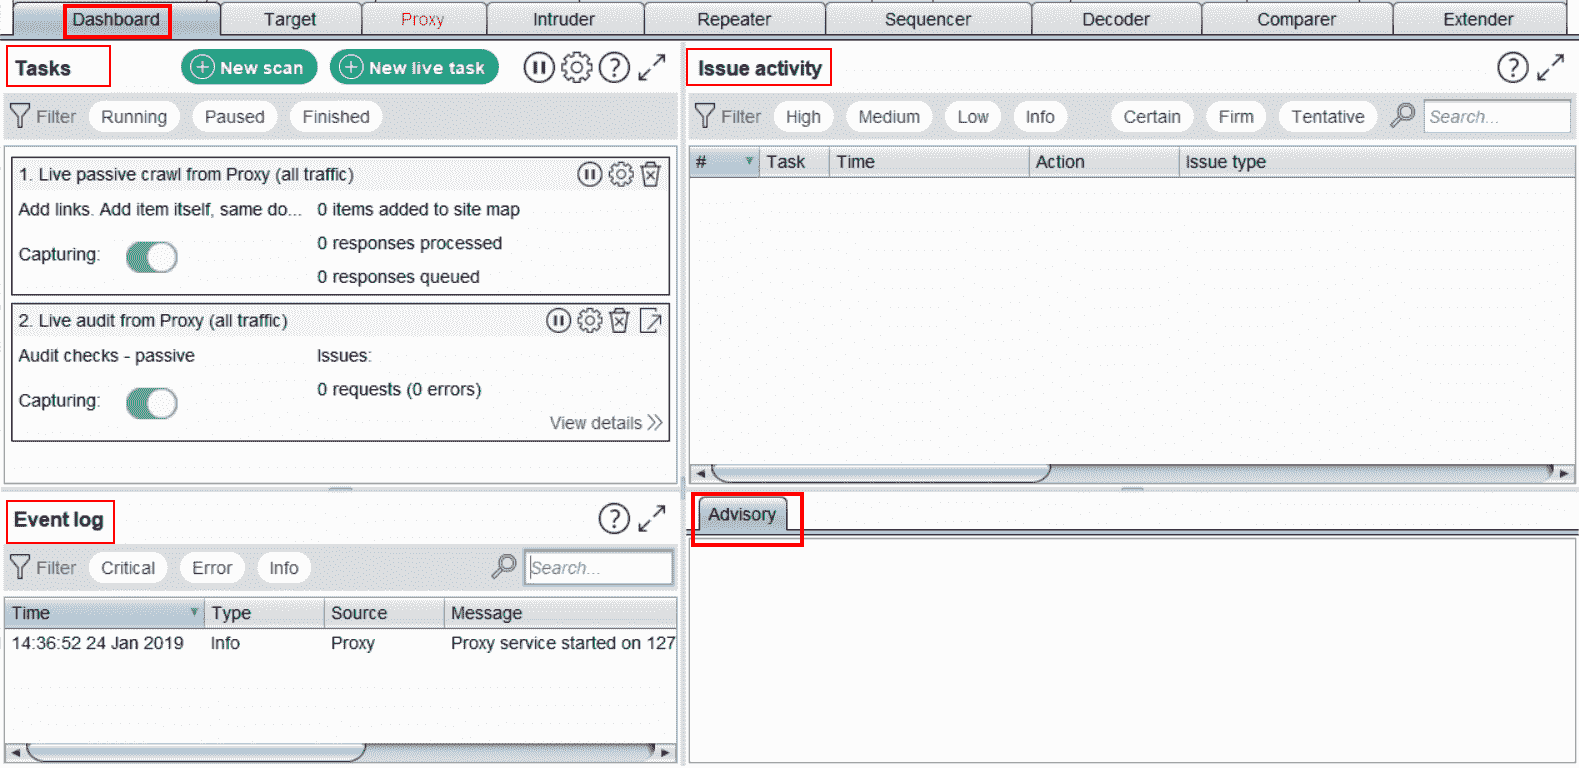 Dashboard Target Proxy Intruder Repeater Sequencer Decoder Comparer Extender
Tasks New scan New live task
Filter Running Paused Finished
1. Live passive crawl from Proxy (all traffic)
Add links. Add item itself, same do... 0 items added to site map
0 responses processed
Capturing:
0 responses queued
2. Live audit from Proxy (all traffic)
Audit checks - passive Issues:
0 requests (0 errors)
Capturing:
View details
Issue activity ?
Filter High Medium Low Info Certain Firm Tentative Search...
# Task Time Action Issue type
Event log ?
Filter Critical Error Info Search...
Time Type Source Message
14:36:52 24 Jan 2019 Info Proxy Proxy service started on 127
Advisory